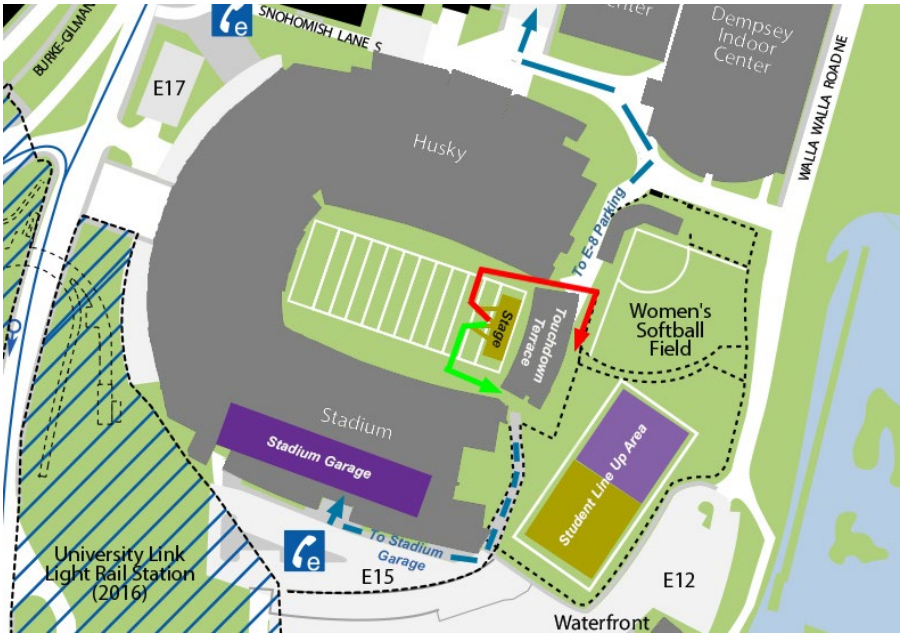 SNOHOMISH LANE S
BURKE-GILMAN
E17
Center
Dempsey
Indoor
Center
WALLA WALLA ROAD NE
Husky
To E-8 Parking
Stage
Touchdown
Terrace
Women's
Softball
Field
Stadium
Stadium Garage
Student Line Up Area
To Stadium
Garage
e
e
University Link
Light Rail Station
(2016)
E15
E12
Waterfront